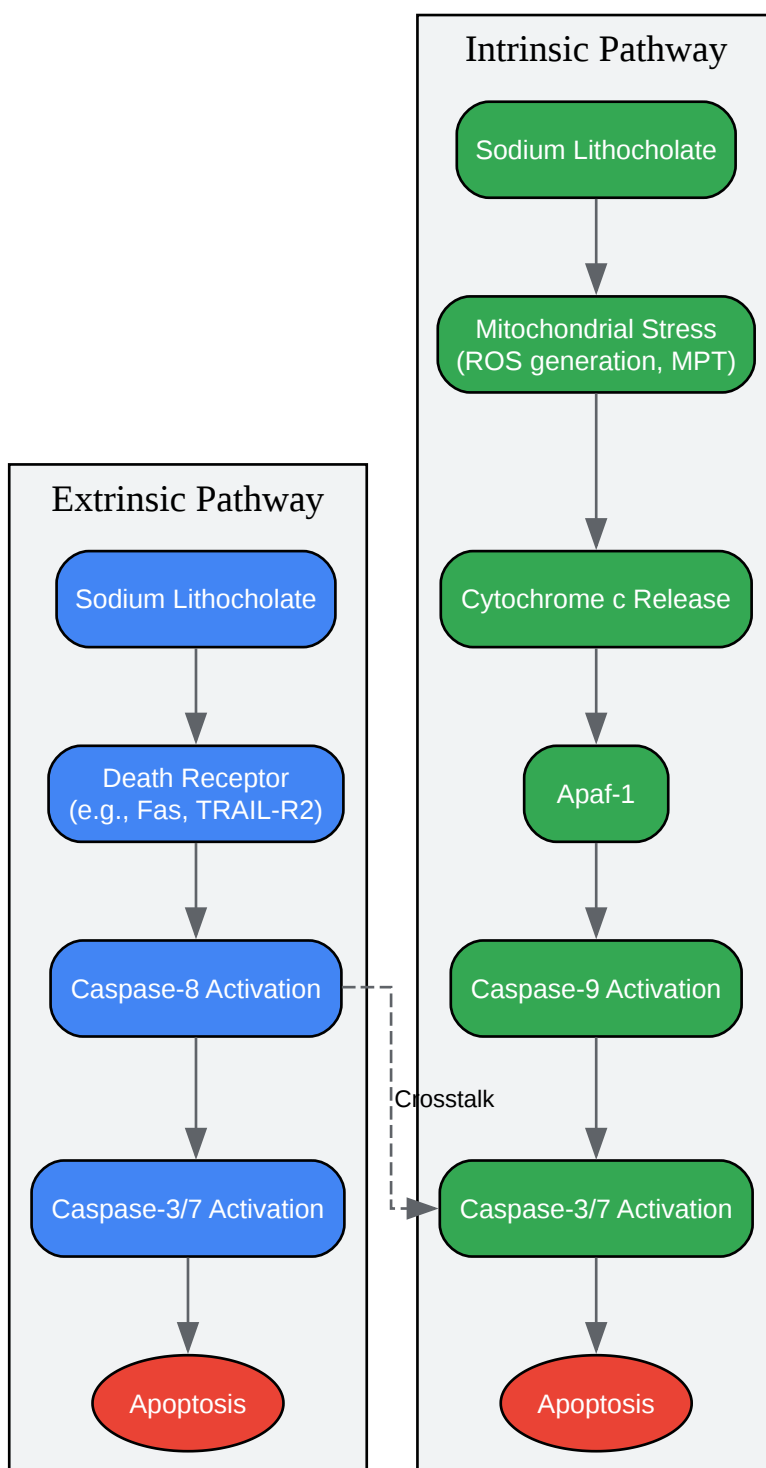 Intrinsic Pathway
Sodium Lithocholate
Mitochondrial Stress
(ROS generation, MPT)
Cytochrome c Release
Apaf-1
Caspase-9 Activation
Caspase-3/7 Activation
Apoptosis
Extrinsic Pathway
Sodium Lithocholate
Death Receptor
(e.g., Fas, TRAIL-R2)
Caspase-8 Activation
Crosstalk
Caspase-3/7 Activation
Apoptosis